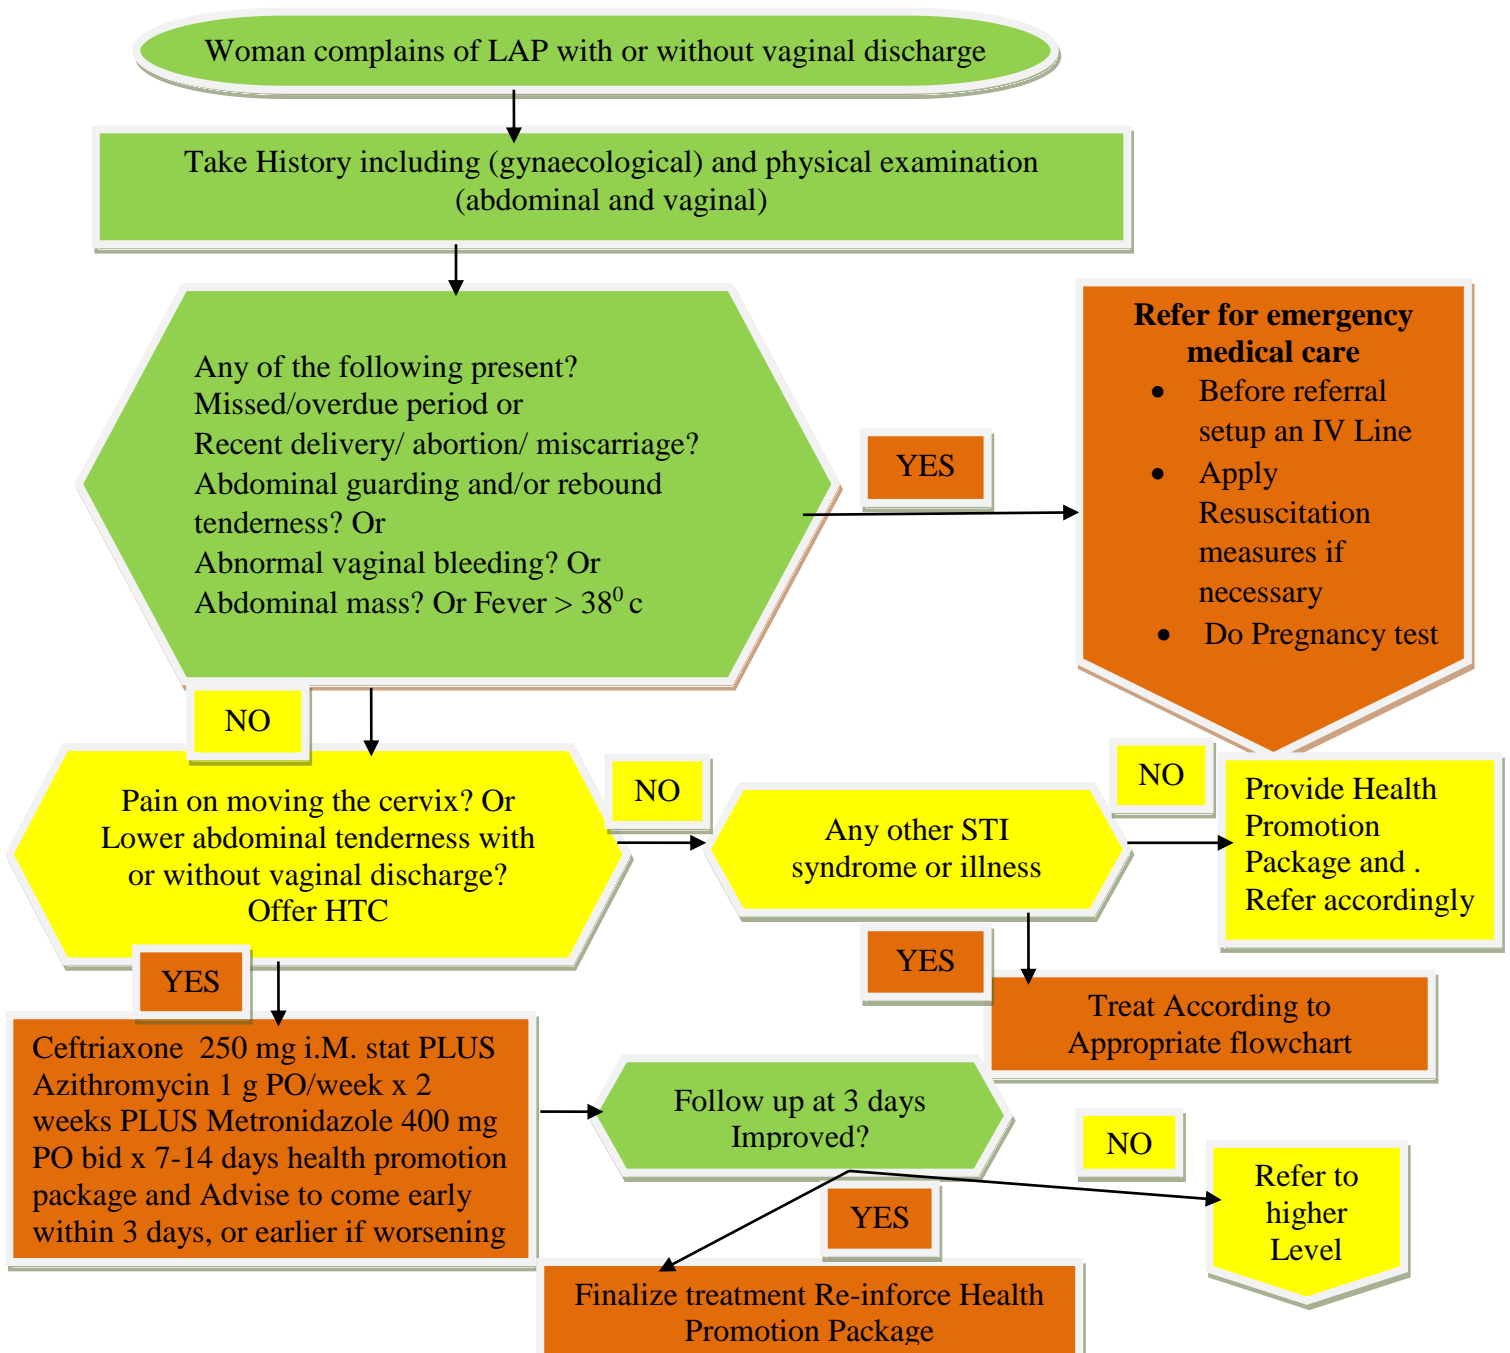 Woman complains of LAP with or without vaginal discharge
Take History including (gynaecological) and physical examination
(abdominal and vaginal)
Any of the following present?
Missed/overdue period or
Recent delivery/ abortion/ miscarriage?
Abdominal guarding and/or rebound
tenderness? Or
Abnormal vaginal bleeding? Or
Abdominal mass? Or Fever > 38⁰ c
YES
Refer for emergency
medical care
• Before referral
setup an IV Line
• Apply
Resuscitation
measures if
necessary
• Do Pregnancy test
NO
Pain on moving the cervix? Or
Lower abdominal tenderness with
or without vaginal discharge?
Offer HTC
NO
Any other STI
syndrome or illness
NO
Provide Health
Promotion
Package and .
Refer accordingly
YES
Treat According to
Appropriate flowchart
YES
Ceftriaxone 250 mg i.M. stat PLUS
Azithromycin 1 g PO/week x 2
weeks PLUS Metronidazole 400 mg
PO bid x 7-14 days health promotion
package and Advise to come early
within 3 days, or earlier if worsening
Follow up at 3 days
Improved?
NO
Refer to
higher
Level
YES
Finalize treatment Re-inforce Health
Promotion Package